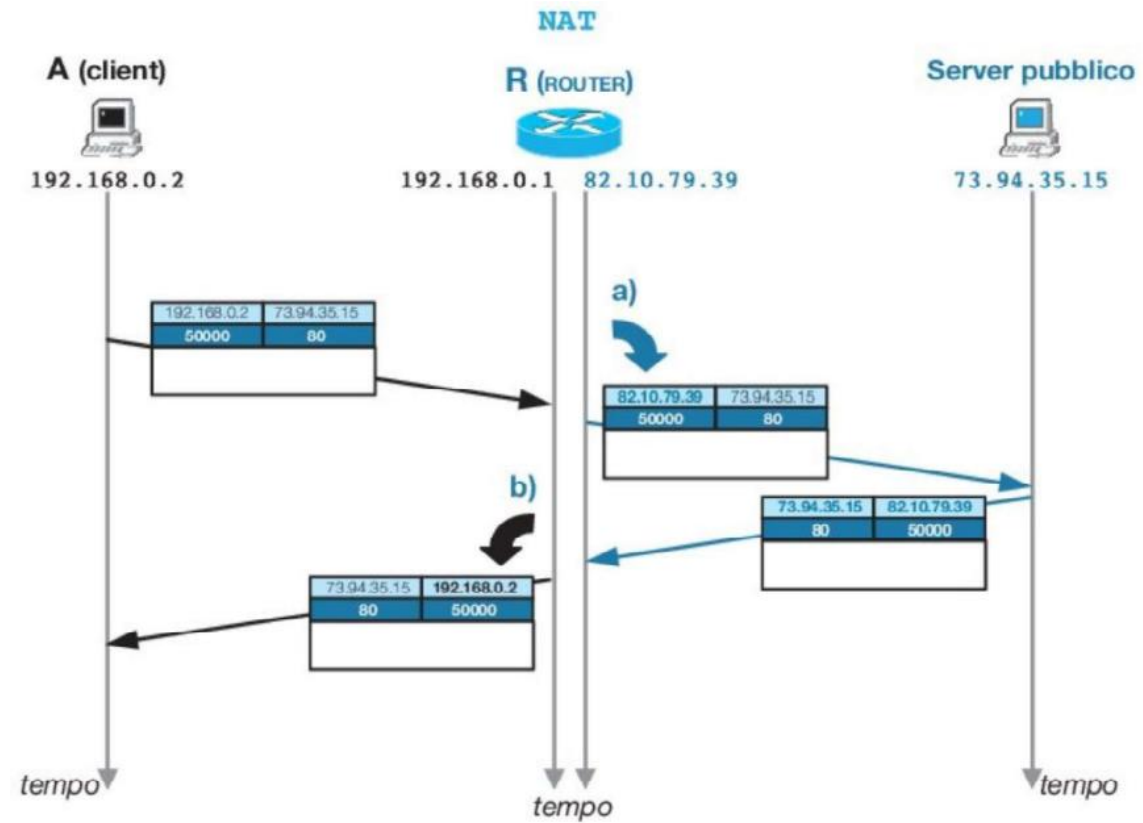 NAT
A (client)
R (ROUTER)
Server pubblico
192.168.0.2
192.168.0.1 82.10.79.39
73.94.35.15
192.168.0.2 73.94.35.15
50000 80
a)
82.10.79.39 73.94.35.15
50000 80
b)
73.94.35.15 82.10.79.39
80 50000
73.94.35.15 192.168.0.2
80 50000
tempo
tempo
tempo